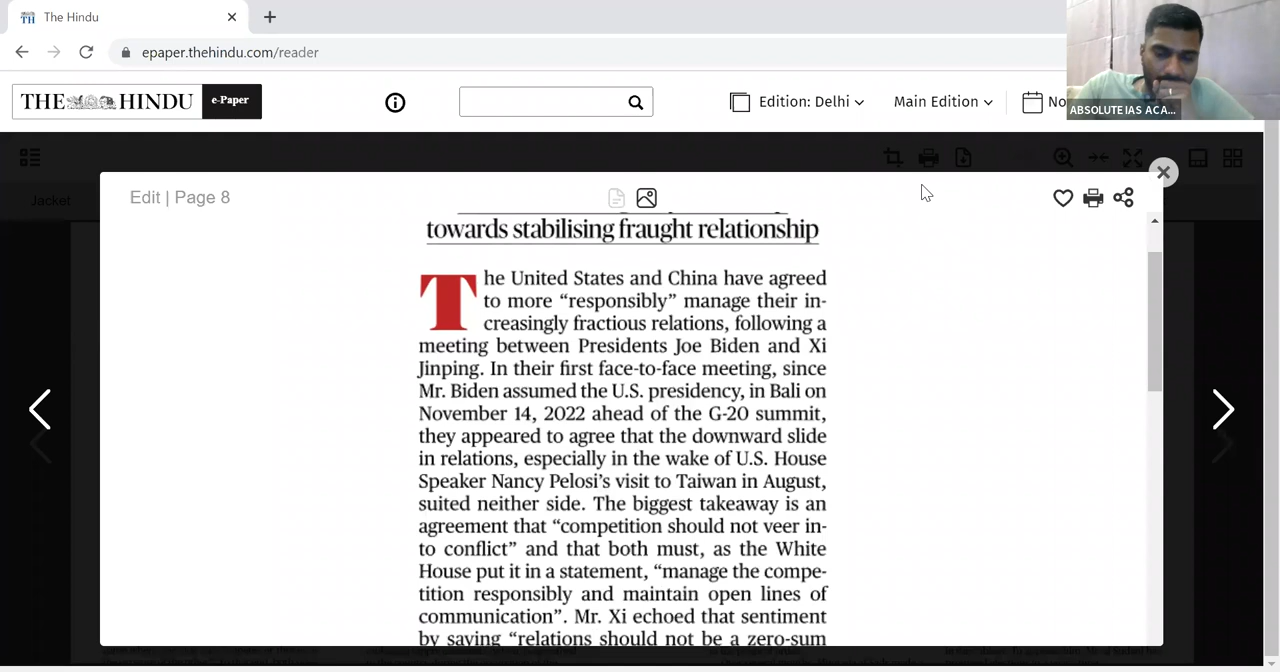 The Hindu
epaper.thehindu.com/reader
THE HINDU e-Paper
Edition: Delhi
Main Edition
No
ABSOLUTE IAS ACA...
Jacket
Edit | Page 8
towards stabilising fraught relationship
The United States and China have agreed
to more “responsibly” manage their in-
creasingly fractious relations, following a
meeting between Presidents Joe Biden and Xi
Jinping. In their first face-to-face meeting, since
Mr. Biden assumed the U.S. presidency, in Bali on
November 14, 2022 ahead of the G-20 summit,
they appeared to agree that the downward slide
in relations, especially in the wake of U.S. House
Speaker Nancy Pelosi’s visit to Taiwan in August,
suited neither side. The biggest takeaway is an
agreement that “competition should not veer in-
to conflict” and that both must, as the White
House put it in a statement, “manage the compe-
tition responsibly and maintain open lines of
communication”. Mr. Xi echoed that sentiment
by saying “relations should not be a zero-sum